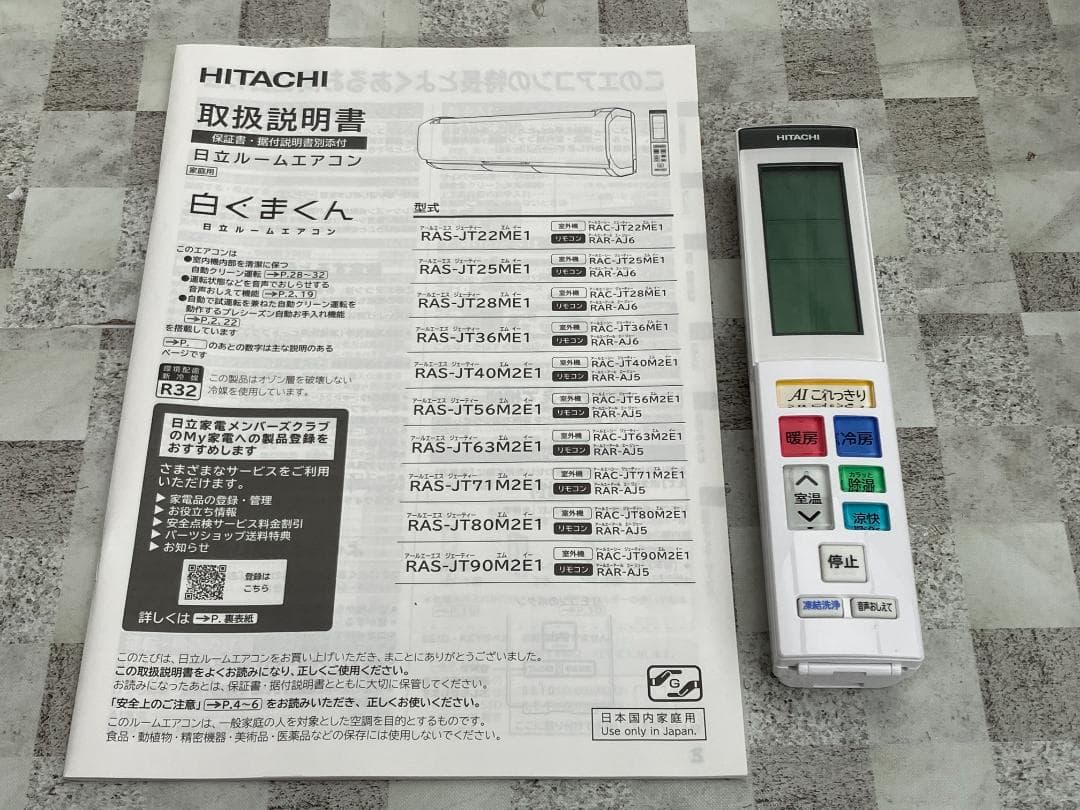 HITACHI
取扱説明書
保証書・据付説明書別添付
日立ルームエアコン
家庭用
白くまくん
日立ルームエアコン
このエアコンは
●室内機内部を清潔に保つ
自動クリーン運転(→P.28~32)
●運転状態などを音声でおしらせする
音声おしえて機能(→P.2、19)
●自動で試運転を兼ねた自動クリーン運転を
動作するプレシーズン自動お手入れ機能
(→P.2、22)
を搭載しています
(→P. )のあとの数字は主な説明のある
ページです
環境配慮
新冷媒
R32
この製品はオゾン層を破壊しない
冷媒を使用しています。
日立家電メンバーズクラブ
のMy家電への製品登録を
おすすめします
さまざまなサービスをご利用
いただけます。
▶ 家電品の登録・管理
▶ お役立ち情報
▶ 安全点検サービス料金割引
▶ パーツショップ送料特典
▶ お知らせ
登録は
こちら
詳しくは →P. 裏表紙
型式
RAS-JT22ME1 室外機 RAC-JT22ME1
リモコン RAR-AJ6
RAS-JT25ME1 室外機 RAC-JT25ME1
リモコン RAR-AJ6
RAS-JT28ME1 室外機 RAC-JT28ME1
リモコン RAR-AJ6
RAS-JT36ME1 室外機 RAC-JT36ME1
リモコン RAR-AJ6
RAS-JT40M2E1 室外機 RAC-JT40M2E1
リモコン RAR-AJ5
RAS-JT56M2E1 室外機 RAC-JT56M2E1
リモコン RAR-AJ5
RAS-JT63M2E1 室外機 RAC-JT63M2E1
リモコン RAR-AJ5
RAS-JT71M2E1 室外機 RAC-JT71M2E1
リモコン RAR-AJ5
RAS-JT80M2E1 室外機 RAC-JT80M2E1
リモコン RAR-AJ5
RAS-JT90M2E1 室外機 RAC-JT90M2E1
リモコン RAR-AJ5
このたびは、日立ルームエアコンをお買い上げいただき、まことにありがとうございました。
この取扱説明書をよくお読みになり、正しくご使用ください。
お読みになったあとは、保証書・据付説明書とともに大切に保管してください。
「安全上のご注意」(→P.4~6)をお読みいただき、正しくお使いください。
このルームエアコンは、一般家庭の人を対象とした空調を目的とするものです。
食品・動植物・精密機器・美術品・医薬品などの保存には使用しないでください。
G
日本国内家庭用
Use only in Japan.
HITACHI
AIこれっきり
暖房
冷房
室温
カラッと
除湿
涼快
停止
凍結洗浄
音声おしえて